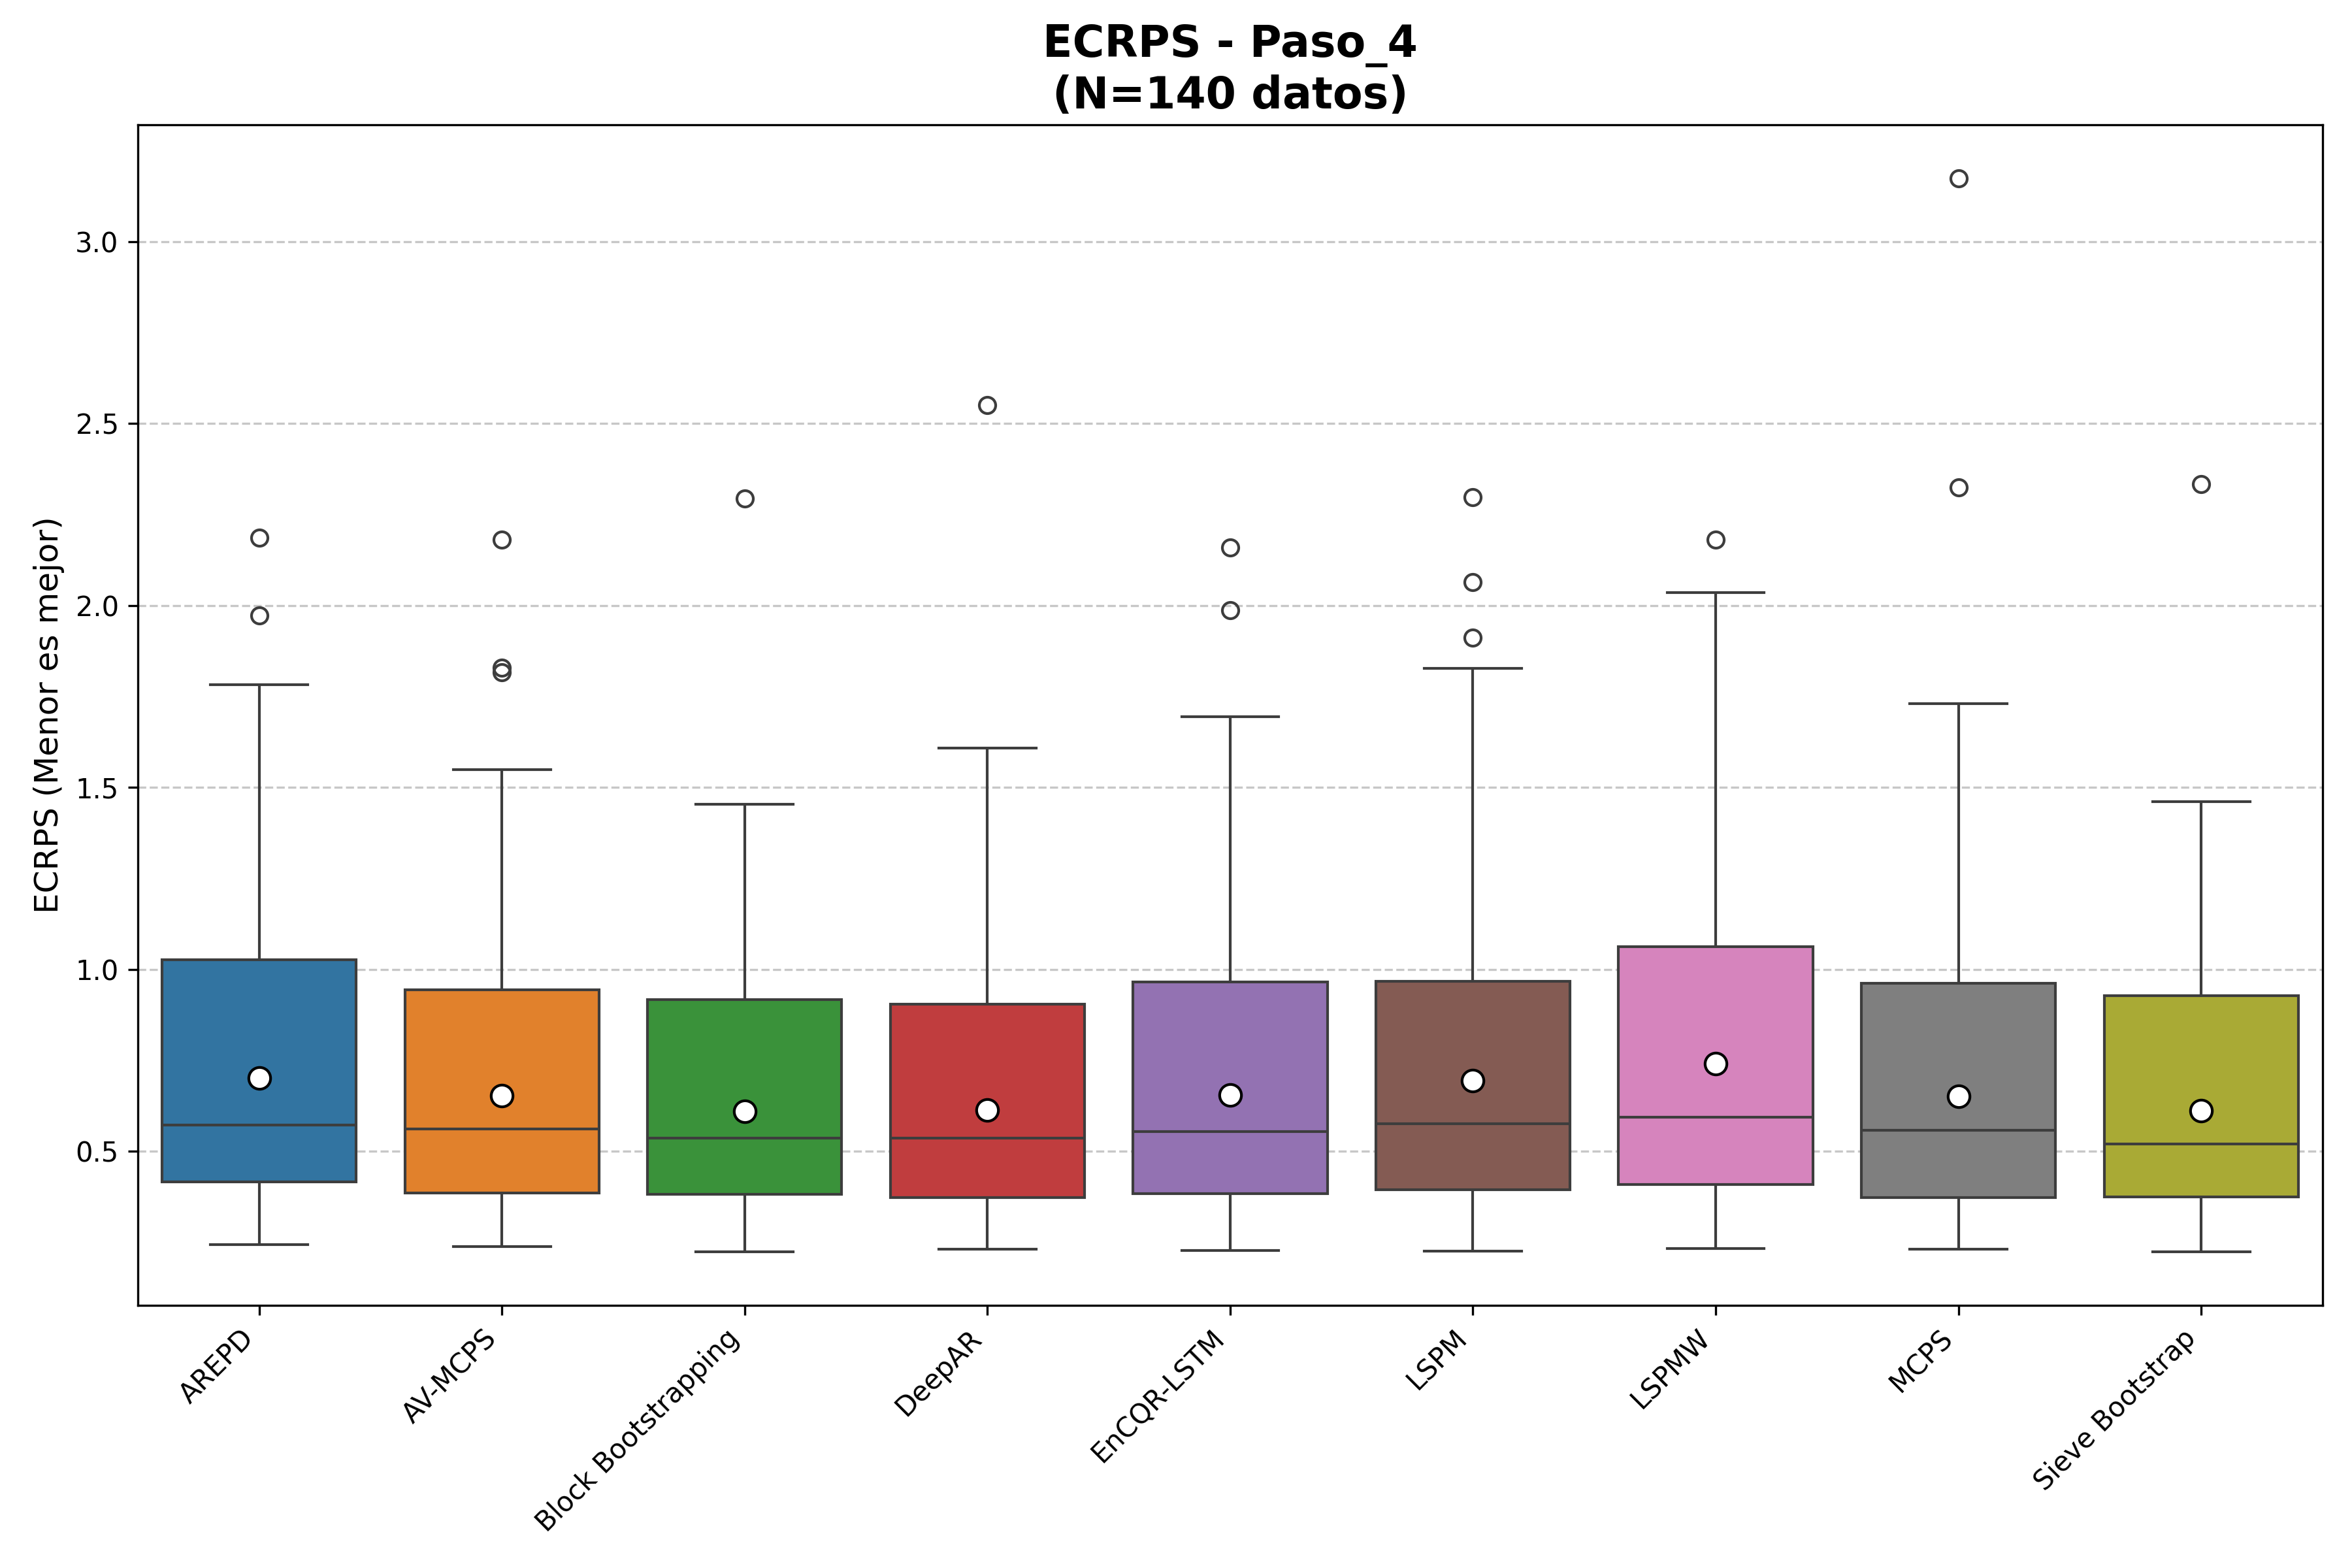 ECRPS - Paso_4
(N=140 datos)
ECRPS (Menor es mejor)
3.0
2.5
2.0
1.5
1.0
0.5
AREPD
AV-MCPS
Block Bootstrapping
DeepAR
EnCQR-LSTM
LSPM
LSPMW
MCPS
Sieve Bootstrap